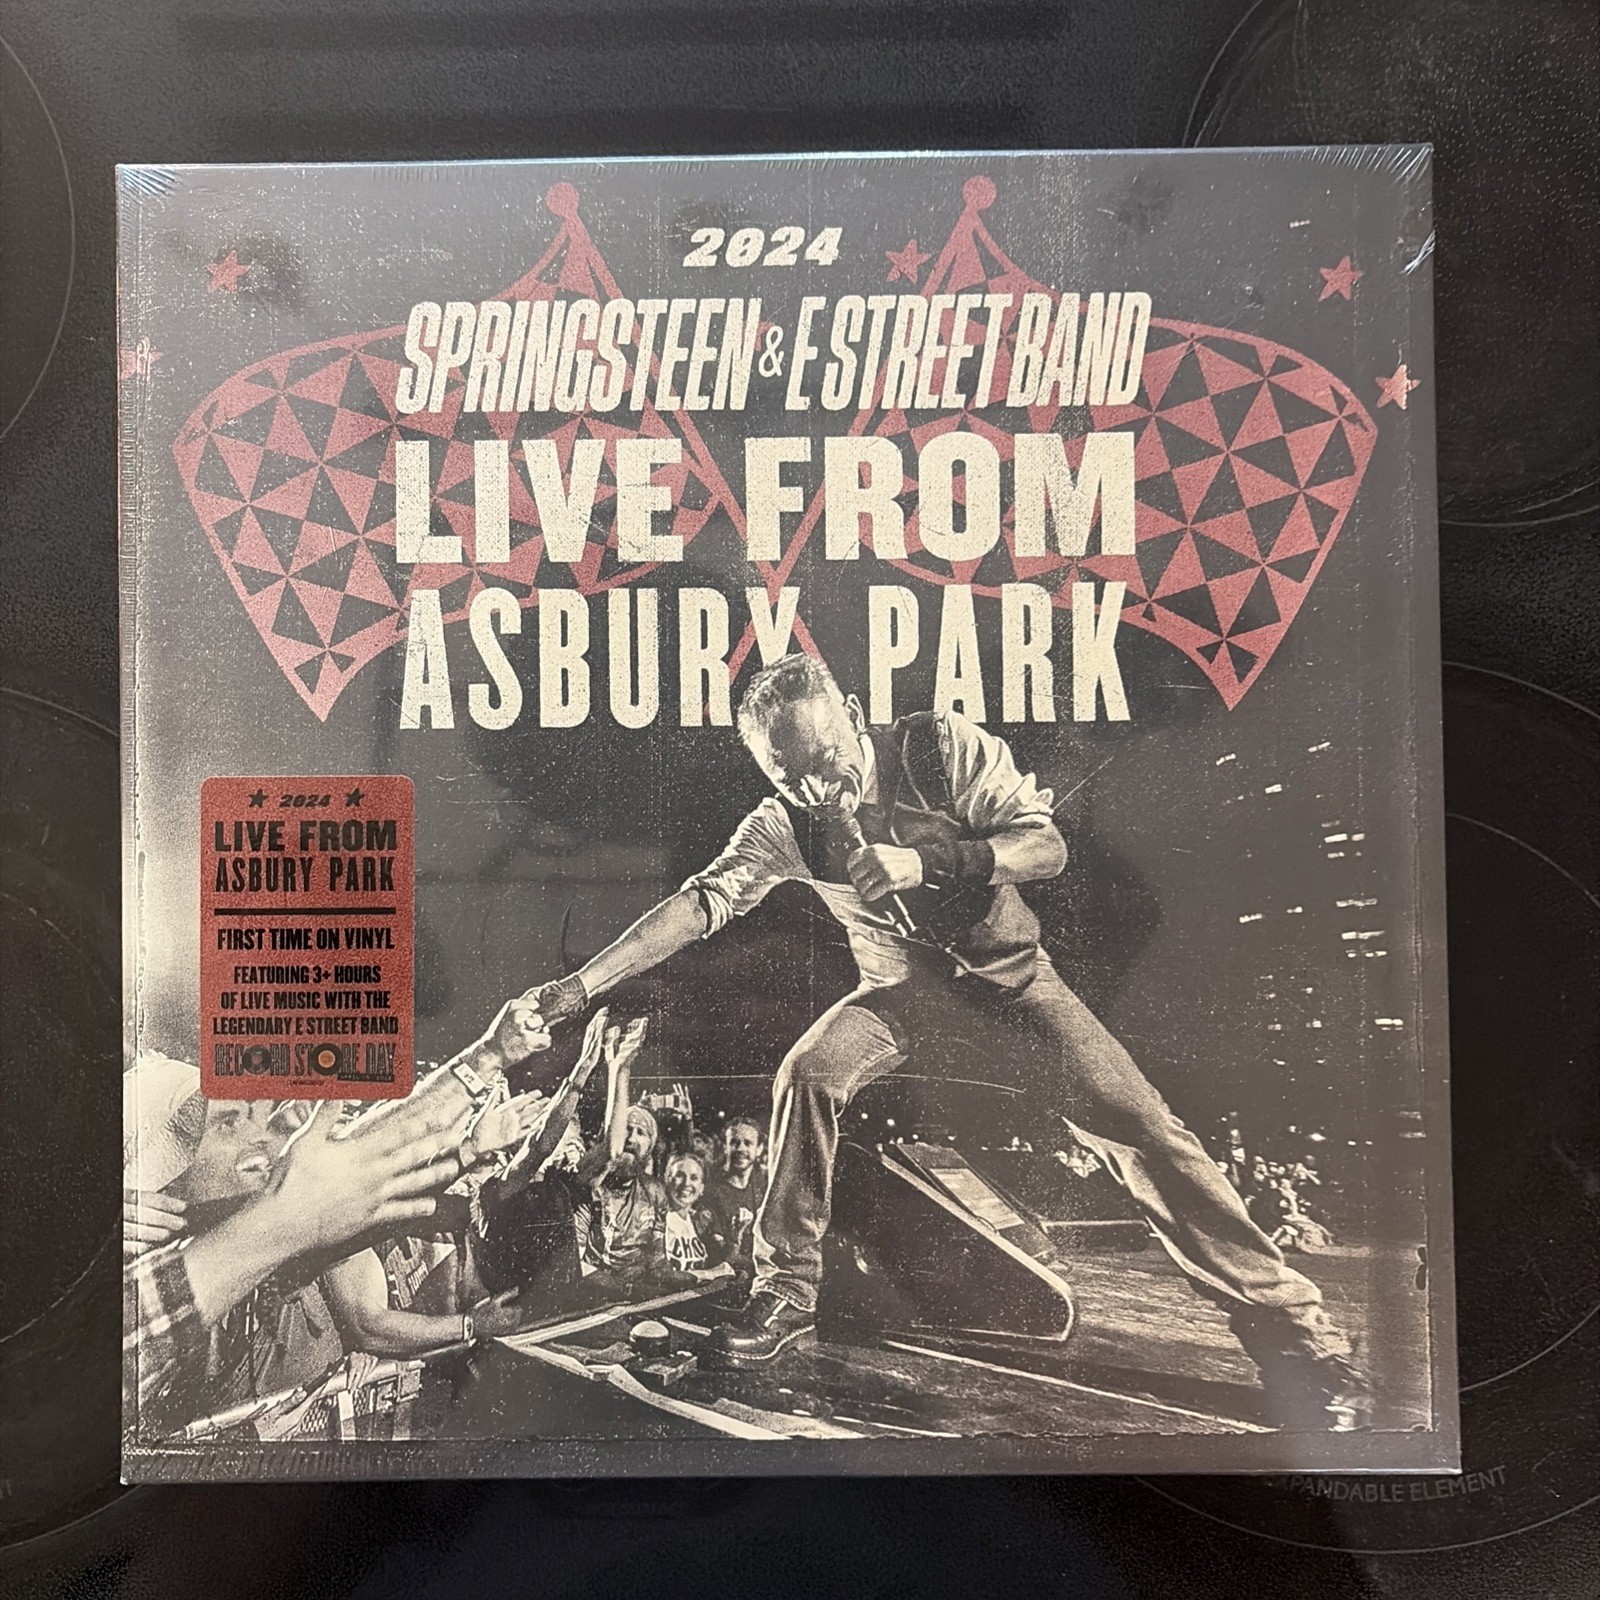 2024
SPRINGSTEEN & E STREET BAND
LIVE FROM
ASBURY PARK
★ 2024 ★
LIVE FROM
ASBURY PARK
FIRST TIME ON VINYL
FEATURING 3+ HOURS
OF LIVE MUSIC WITH THE
LEGENDARY E STREET BAND
RECORD STORE DAY
EXPANDABLE ELEMENT